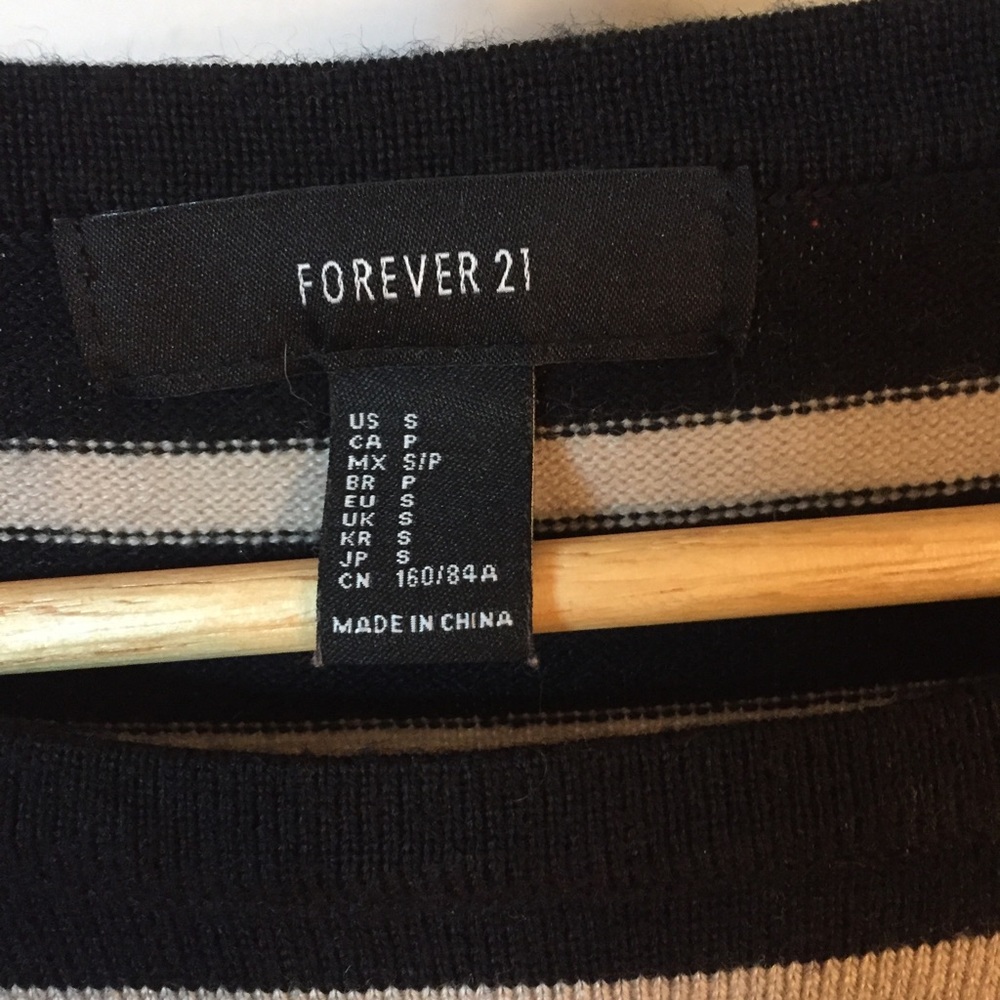 FOREVER 21
US S
CA P
MX S/P
BR P
EU S
UK S
KR S
JP S
CN 160/84A
MADE IN CHINA